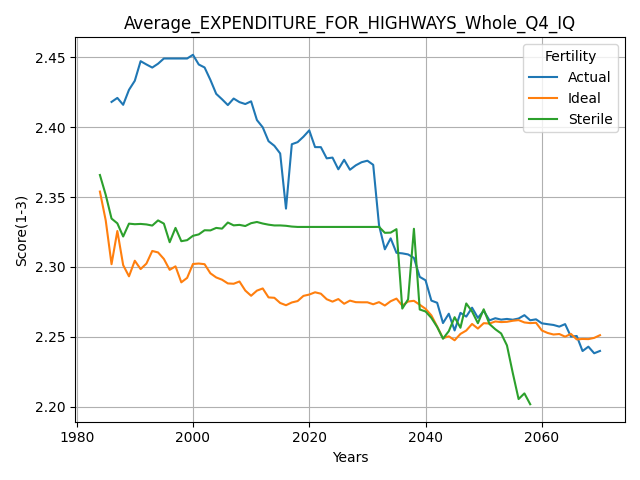 Average_EXPENDITURE_FOR_HIGHWAYS_Whole_Q4_IQ
Fertility
Actual
Ideal
Sterile
Score(1-3)
2.45
2.40
2.35
2.30
2.25
2.20
1980 2000 2020 2040 2060
Years